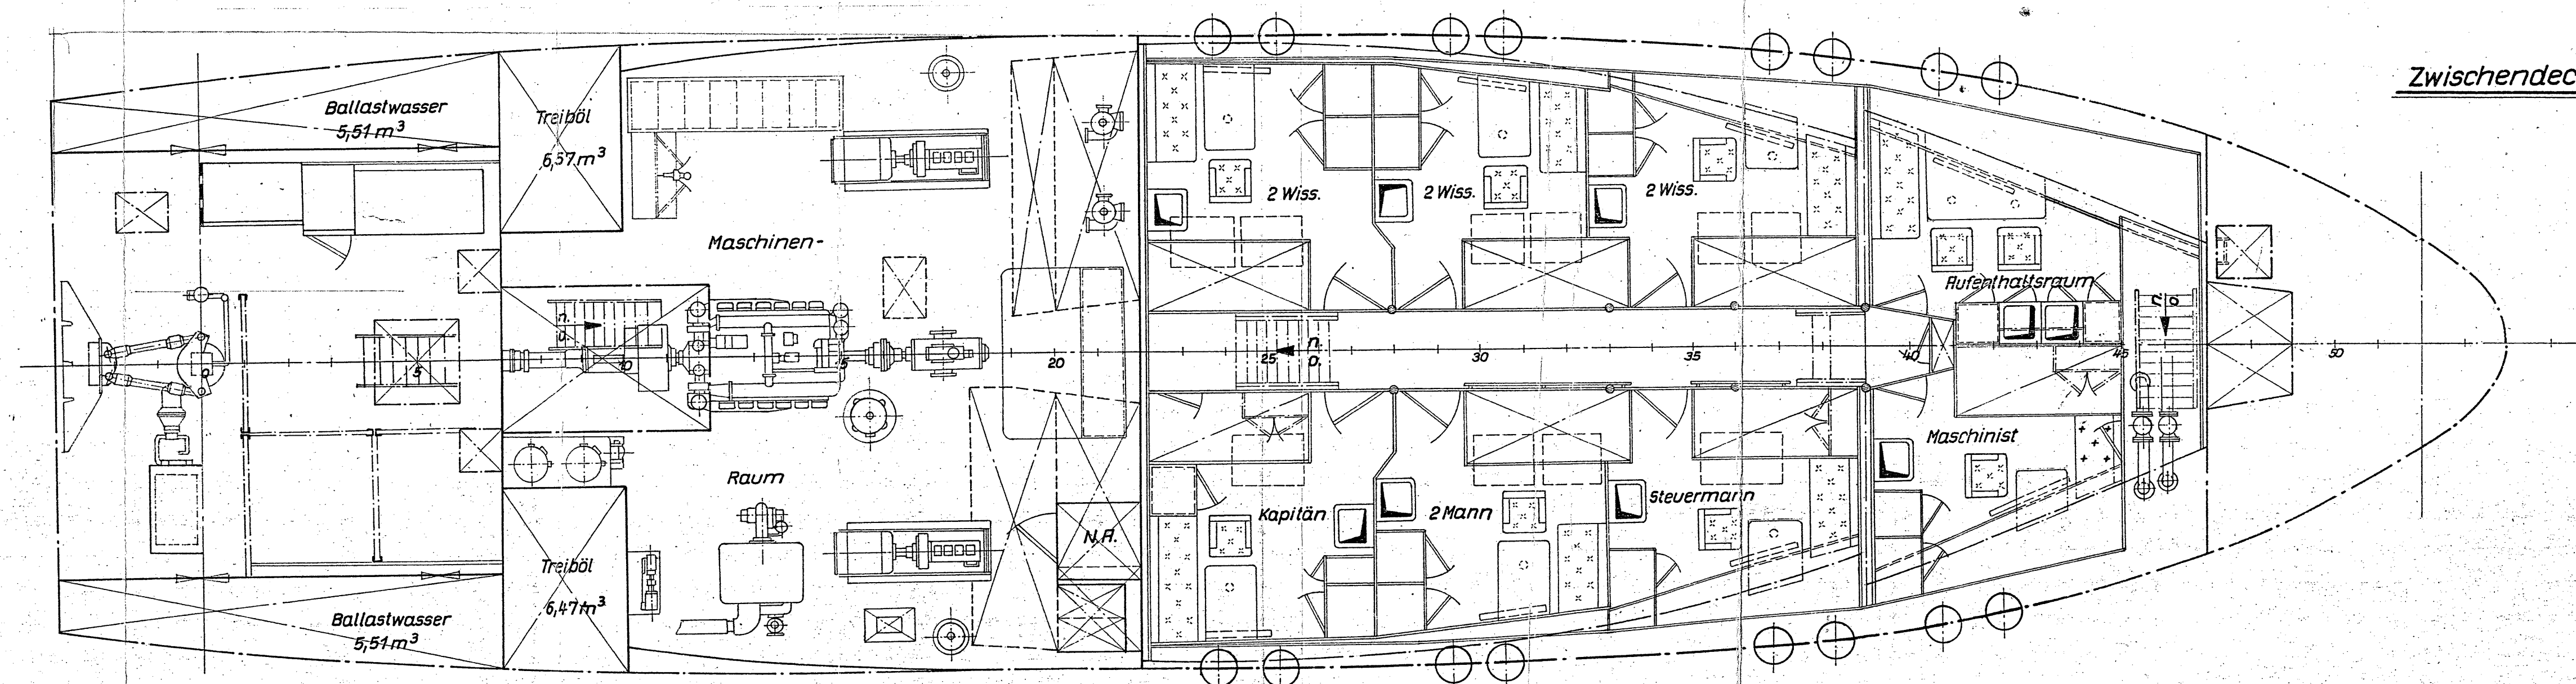 Zwischendec
Ballastwasser
5,51 m³
Treiböl
6,57 m³
Maschinen-
2 Wiss.
2 Wiss.
2 Wiss.
Aufenthaltsraum
n.
o.
n.
o.
n.
o.
5
10
15
20
25
30
35
40
45
50
Raum
N.A.
Kapitän
2 Mann
Steuermann
Maschinist
Treiböl
6,47 m³
Ballastwasser
5,51 m³